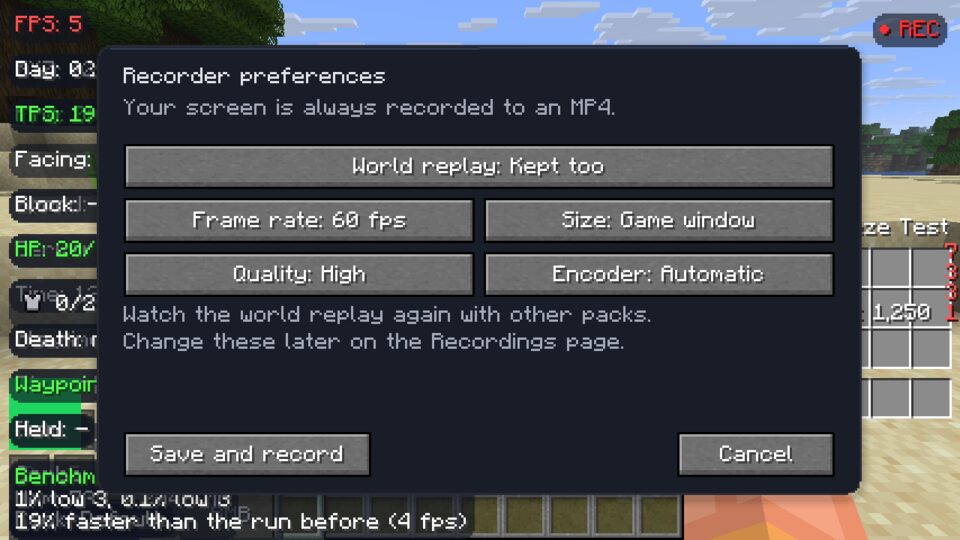 FPS: 5
REC
Day: 02
Recorder preferences
Your screen is always recorded to an MP4.
TPS: 19
Facing:
World replay: Kept too
Block: -
Frame rate: 60 fps
Size: Game window
ze Test
HP: 20/
Quality: High
Encoder: Automatic
0/2
1,250
Watch the world replay again with other packs.
Change these later on the Recordings page.
Death:
Waypoin
Held: -
Save and record
Cancel
Benchm
1% low 3, 0.1% low 3
19% faster than the run before (4 fps)